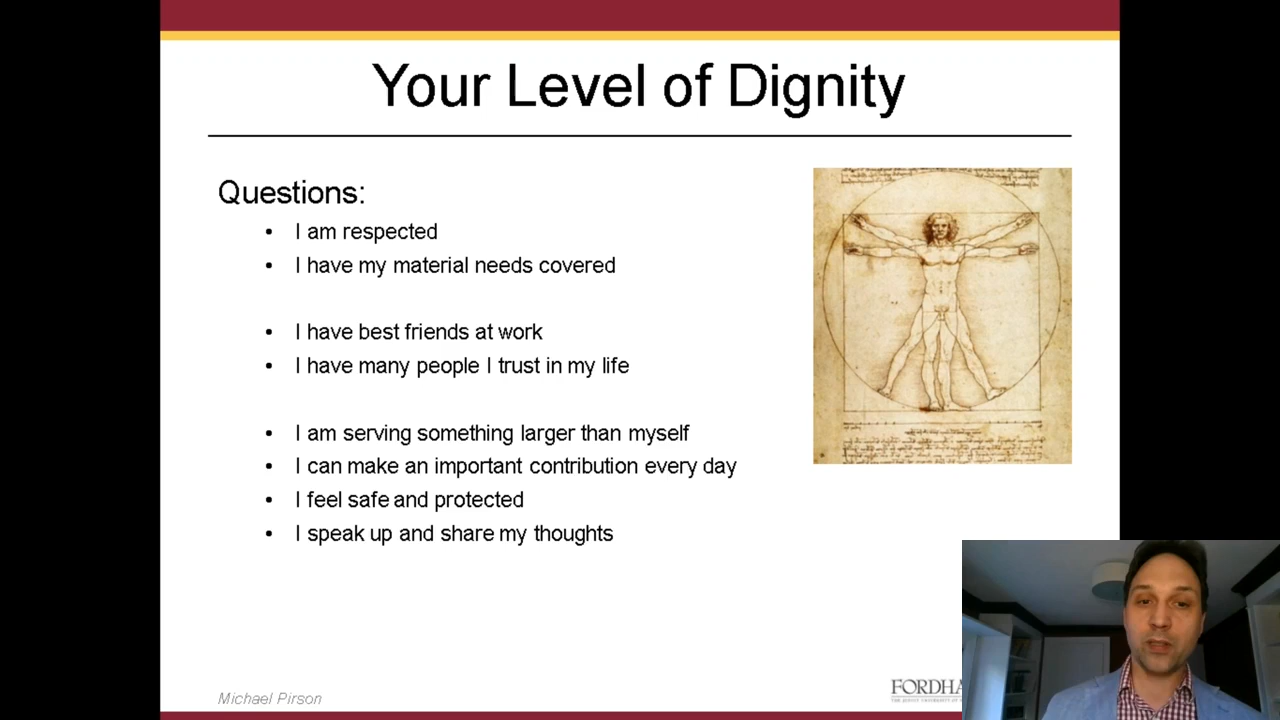 Your Level of Dignity
Questions:
• I am respected
• I have my material needs covered
• I have best friends at work
• I have many people I trust in my life
• I am serving something larger than myself
• I can make an important contribution every day
• I feel safe and protected
• I speak up and share my thoughts
Michael Pirson
FORDHA